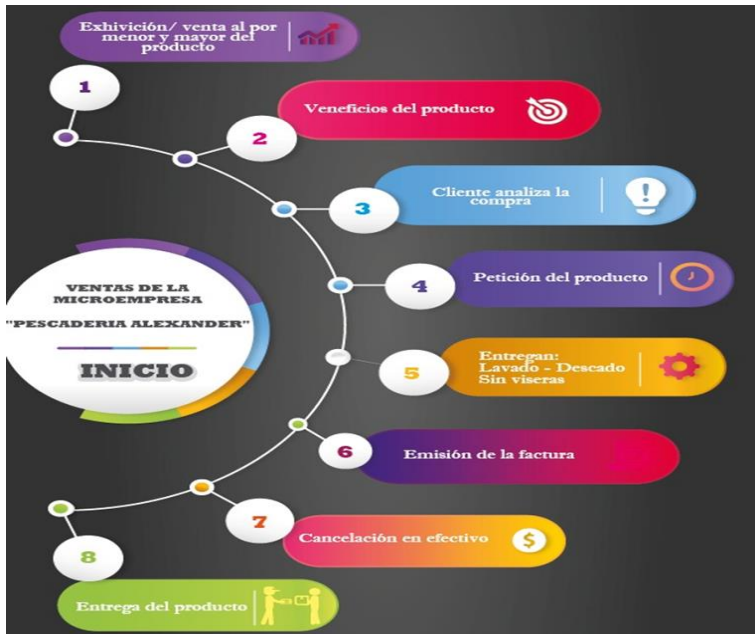 Exhivición/ venta al por
menor y mayor del
producto
1
Veneficios del producto
2
Cliente analiza la
compra
3
Petición del producto
4
VENTAS DE LA
MICROEMPRESA
"PESCADERIA ALEXANDER"
INICIO
Entregan:
Lavado - Descado
Sin viseras
5
Emisión de la factura
6
Cancelación en efectivo
7
$
8
Entrega del producto